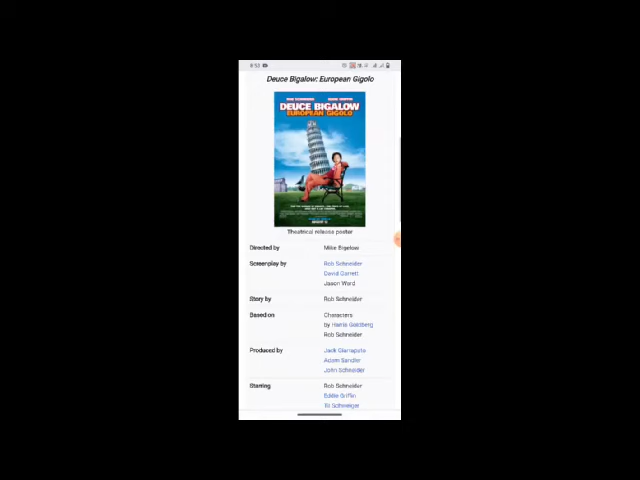 8:52
Deuce Bigalow: European Gigolo
DEUCE BIGALOW
EUROPEAN GIGOLO
Theatrical release poster
Directed by Mike Bigelow
Screenplay by Rob Schneider
David Garrett
Jason Ward
Story by Rob Schneider
Based on Characters
by Harris Goldberg
Rob Schneider
Produced by Jack Giarraputo
Adam Sandler
John Schneider
Starring Rob Schneider
Eddie Griffin
Til Schweiger